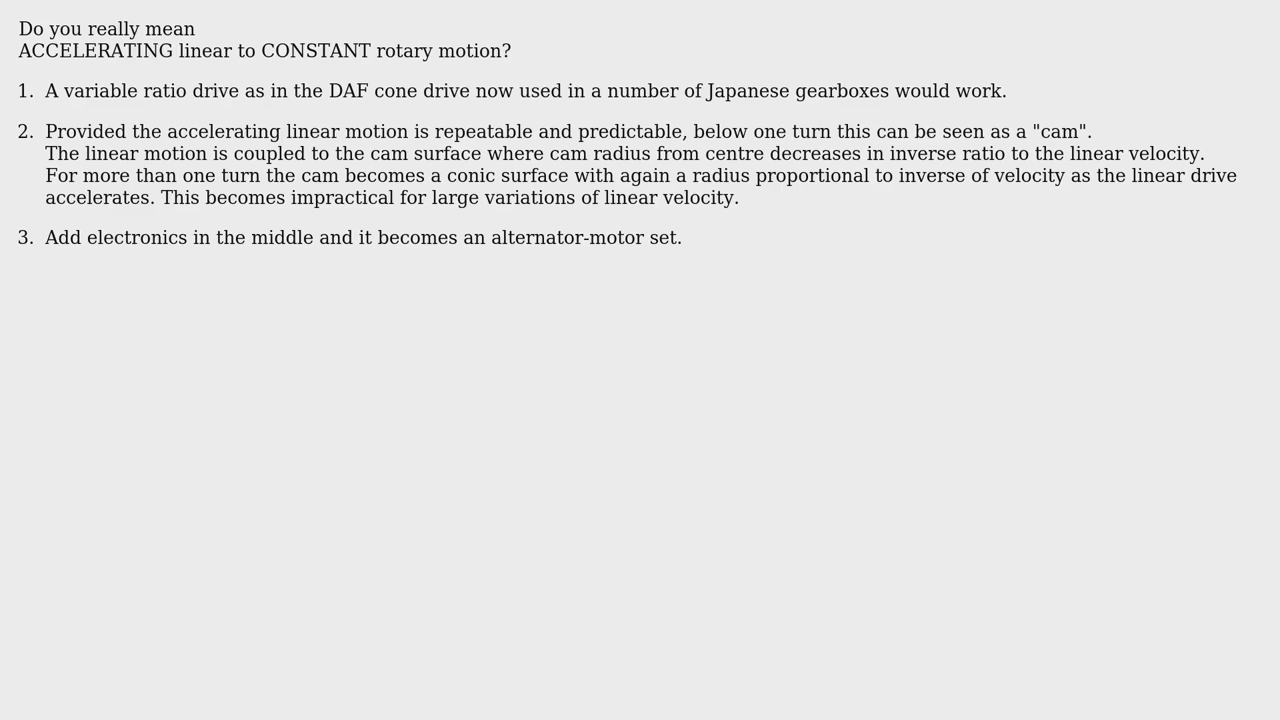 Do you really mean
ACCELERATING linear to CONSTANT rotary motion?
1. A variable ratio drive as in the DAF cone drive now used in a number of Japanese gearboxes would work.
2. Provided the accelerating linear motion is repeatable and predictable, below one turn this can be seen as a "cam".
The linear motion is coupled to the cam surface where cam radius from centre decreases in inverse ratio to the linear velocity.
For more than one turn the cam becomes a conic surface with again a radius proportional to inverse of velocity as the linear drive
accelerates. This becomes impractical for large variations of linear velocity.
3. Add electronics in the middle and it becomes an alternator-motor set.